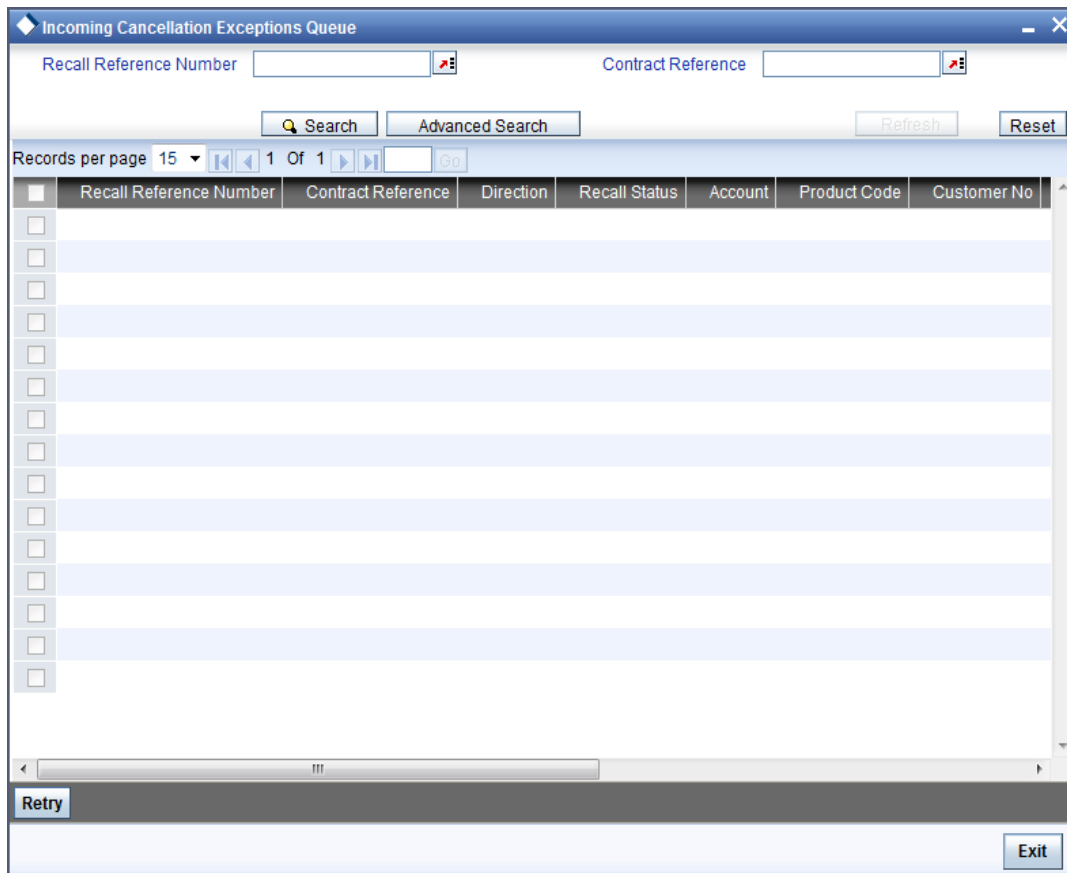 Incoming Cancellation Exceptions Queue
Recall Reference Number Contract Reference
Search Advanced Search Refresh Reset
Records per page 15 1 Of 1 Go
Recall Reference Number Contract Reference Direction Recall Status Account Product Code Customer No
Retry
Exit